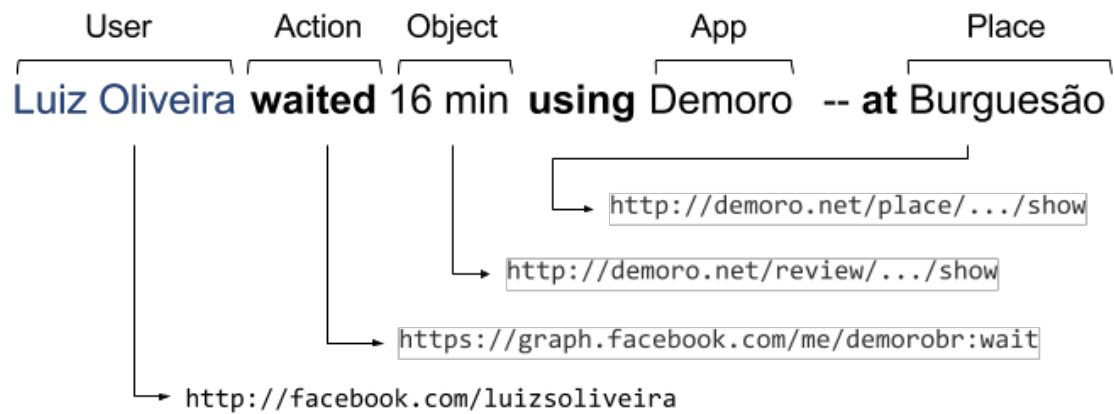 User Action Object App Place
Luiz Oliveira waited 16 min using Demoro -- at Burguesão
http://demoro.net/place/.../show
http://demoro.net/review/.../show
https://graph.facebook.com/me/demorobr:wait
http://facebook.com/luizsoliveira